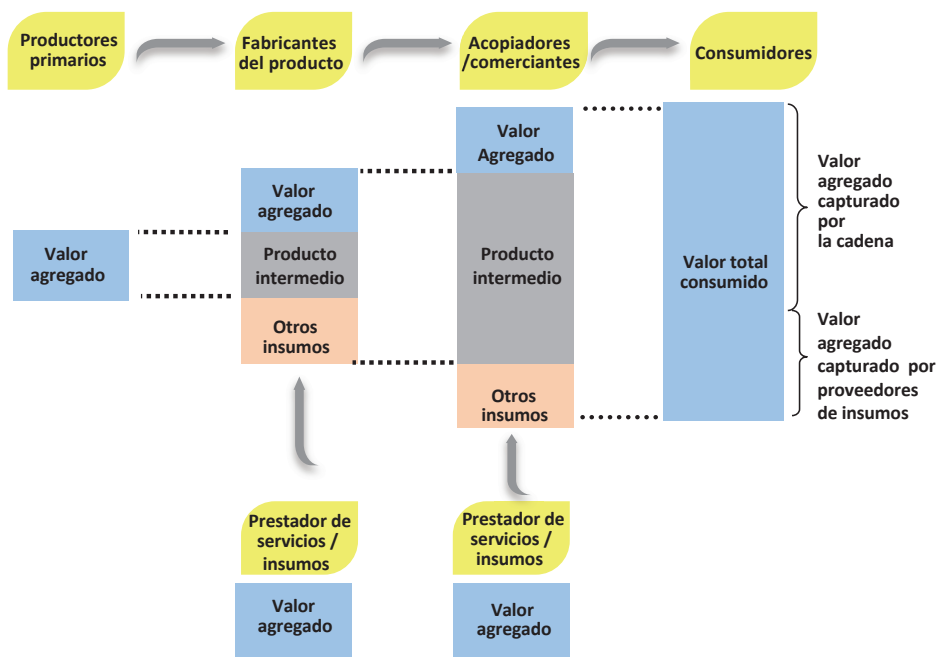 Productores
primarios
Fabricantes
del producto
Acopiadores
/comerciantes
Consumidores
Valor
agregado
Valor
agregado
Producto
intermedio
Otros
insumos
Valor
Agregado
Producto
intermedio
Otros
insumos
Valor total
consumido
Valor
agregado
capturado
por
la cadena
Valor
agregado
capturado por
proveedores
de insumos
Prestador de
servicios /
insumos
Valor
agregado
Prestador de
servicios /
insumos
Valor
agregado